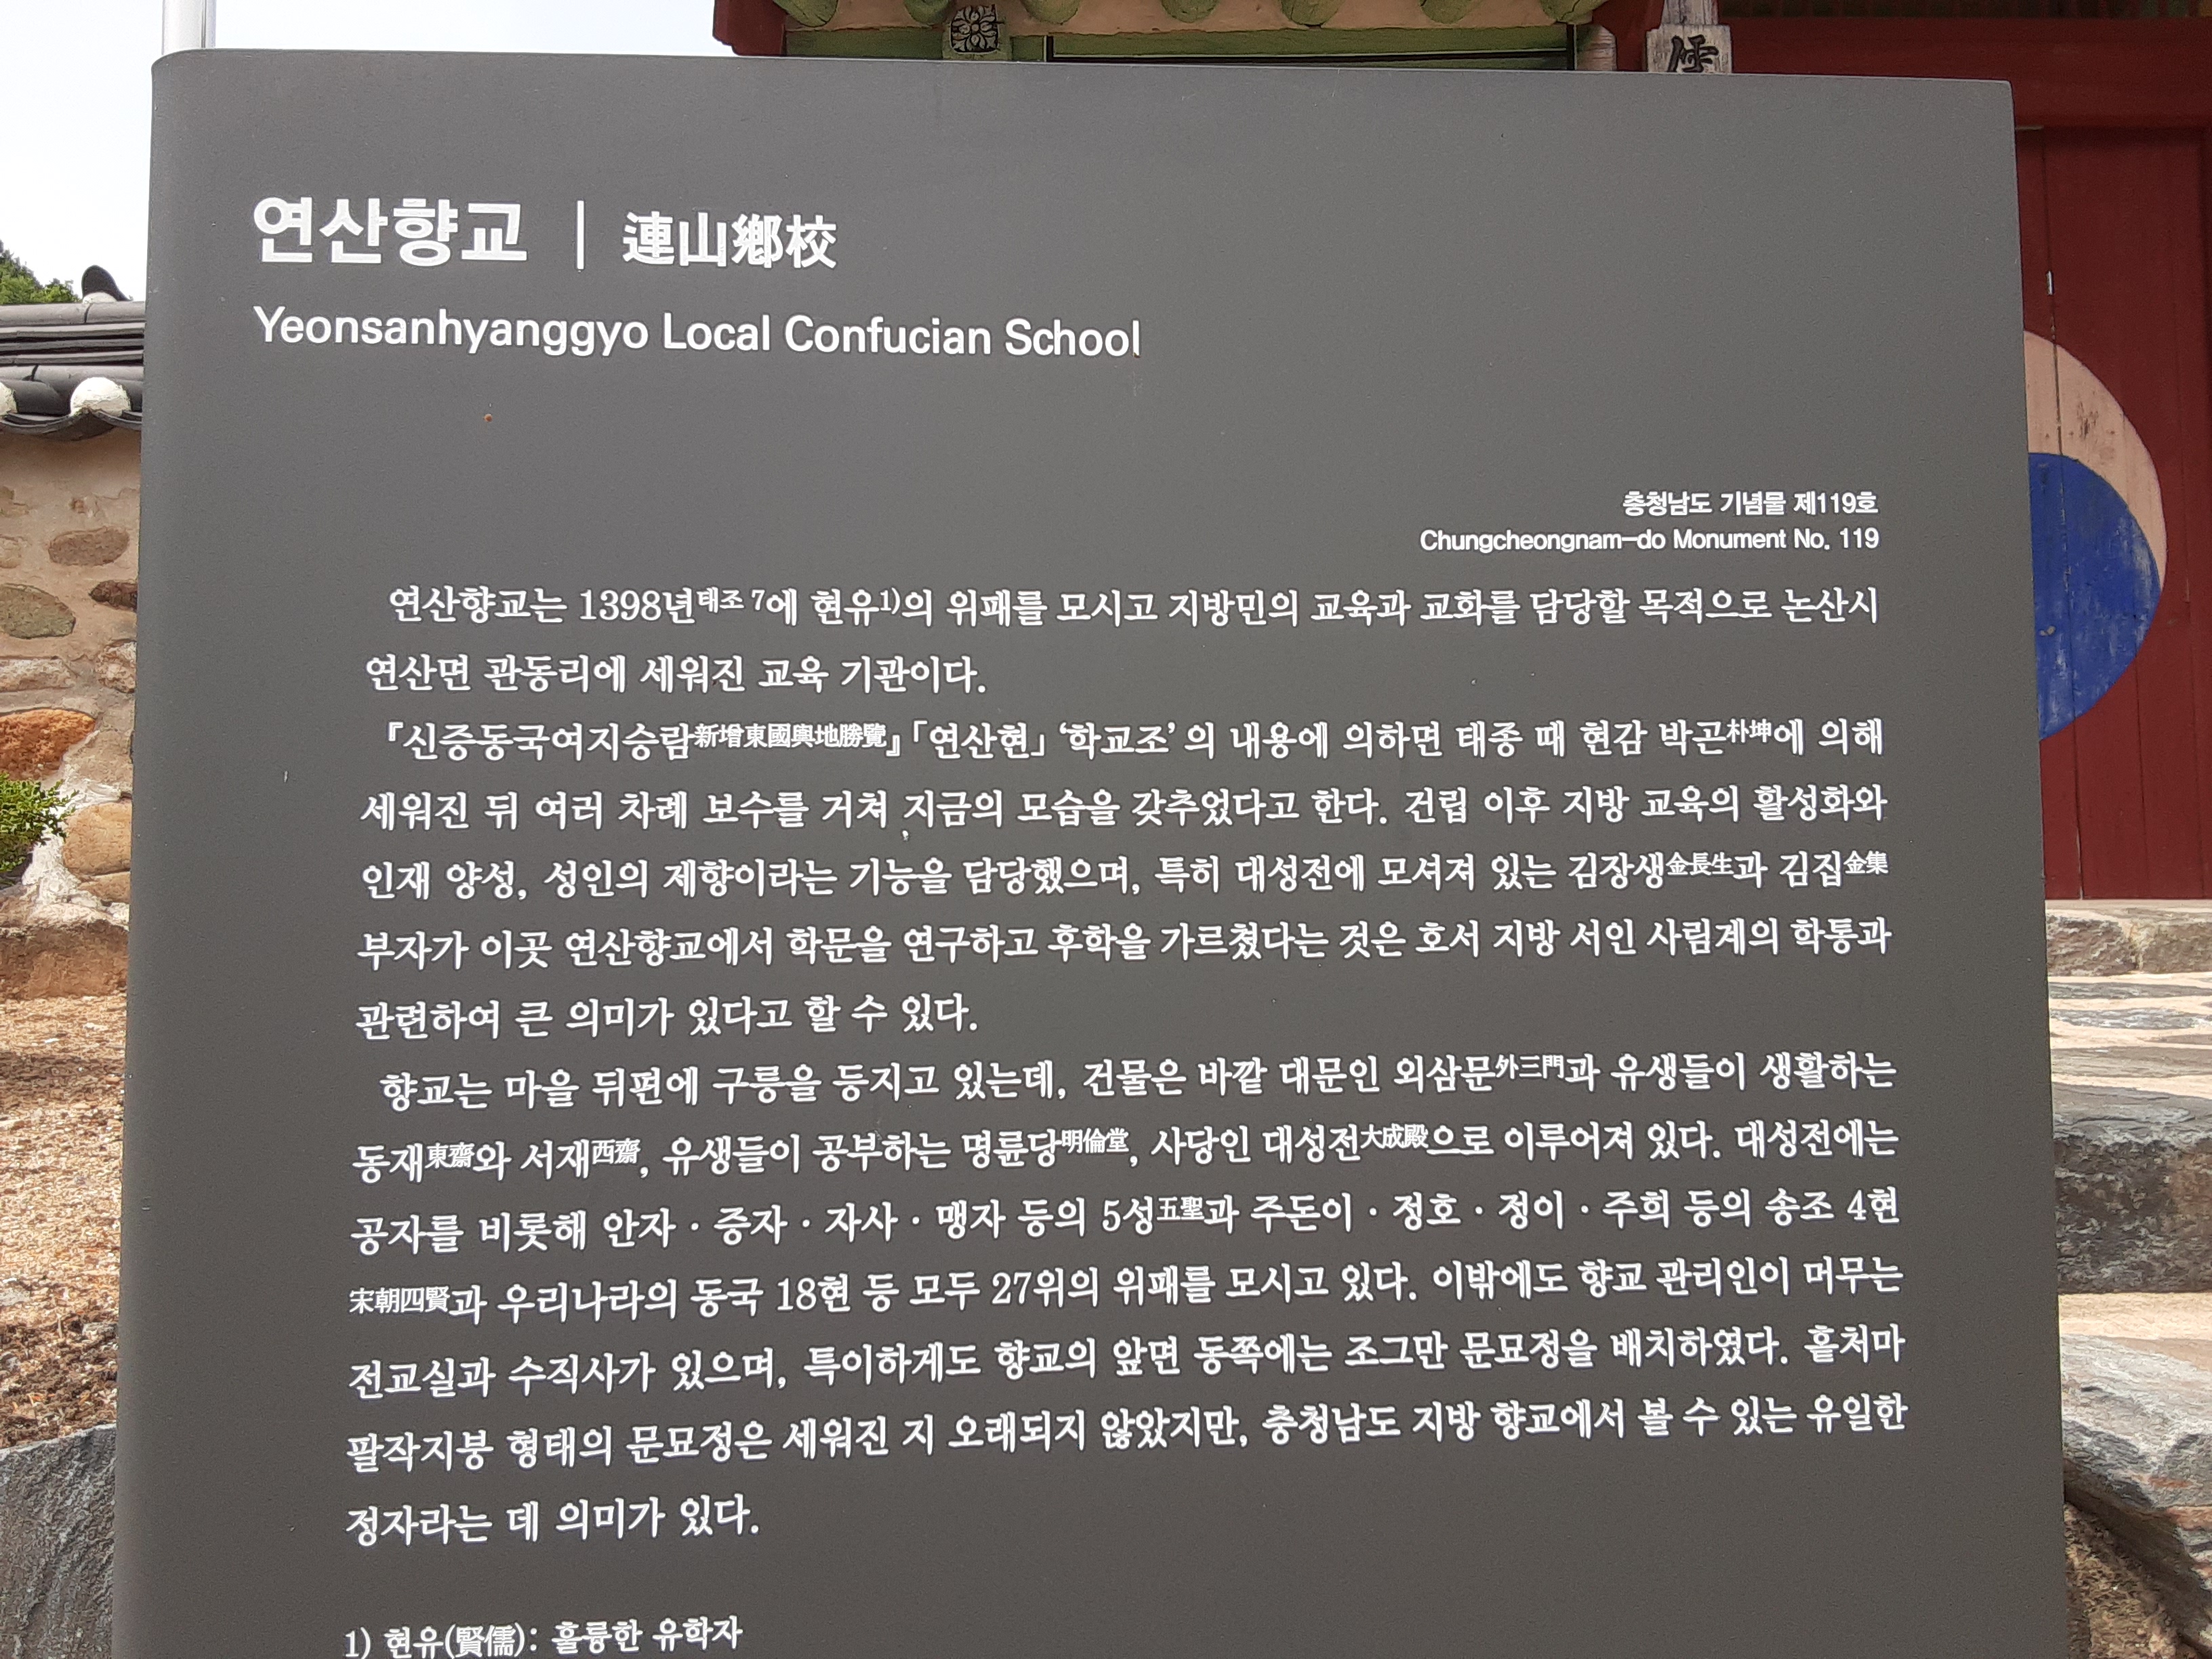 儒
연산향교 | 連山鄕校
Yeonsanhyanggyo Local Confucian School
충청남도 기념물 제119호
Chungcheongnam-do Monument No. 119
연산향교는 1398년태조 7에 현유1)의 위패를 모시고 지방민의 교육과 교화를 담당할 목적으로 논산시
연산면 관동리에 세워진 교육 기관이다.
『신증동국여지승람新增東國輿地勝覽』「연산현」 ‘학교조’의 내용에 의하면 태종 때 현감 박곤朴坤에 의해
세워진 뒤 여러 차례 보수를 거쳐 지금의 모습을 갖추었다고 한다. 건립 이후 지방 교육의 활성화와
인재 양성, 성인의 제향이라는 기능을 담당했으며, 특히 대성전에 모셔져 있는 김장생金長生과 김집金集
부자가 이곳 연산향교에서 학문을 연구하고 후학을 가르쳤다는 것은 호서 지방 서인 사림계의 학통과
관련하여 큰 의미가 있다고 할 수 있다.
향교는 마을 뒤편에 구릉을 등지고 있는데, 건물은 바깥 대문인 외삼문外三門과 유생들이 생활하는
동재東齋와 서재西齋, 유생들이 공부하는 명륜당明倫堂, 사당인 대성전大成殿으로 이루어져 있다. 대성전에는
공자를 비롯해 안자 · 증자 · 자사 · 맹자 등의 5성五聖과 주돈이 · 정호 · 정이 · 주희 등의 송조 4현
宋朝四賢과 우리나라의 동국 18현 등 모두 27위의 위패를 모시고 있다. 이밖에도 향교 관리인이 머무는
전교실과 수직사가 있으며, 특이하게도 향교의 앞면 동쪽에는 조그만 문묘정을 배치하였다. 홑처마
팔작지붕 형태의 문묘정은 세워진 지 오래되지 않았지만, 충청남도 지방 향교에서 볼 수 있는 유일한
정자라는 데 의미가 있다.
1) 현유(賢儒): 훌륭한 유학자